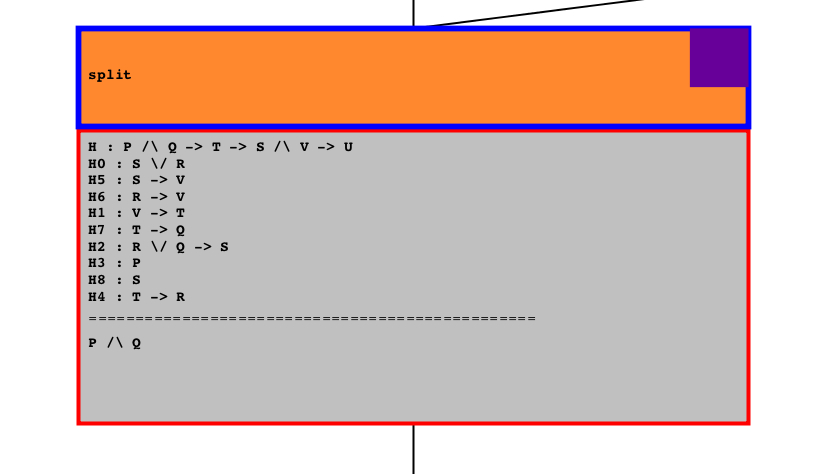 split
H : P /\ Q -> T -> S /\ V -> U
H0 : S \/ R
H5 : S -> V
H6 : R -> V
H1 : V -> T
H7 : T -> Q
H2 : R \/ Q -> S
H3 : P
H8 : S
H4 : T -> R
================================================
P /\ Q